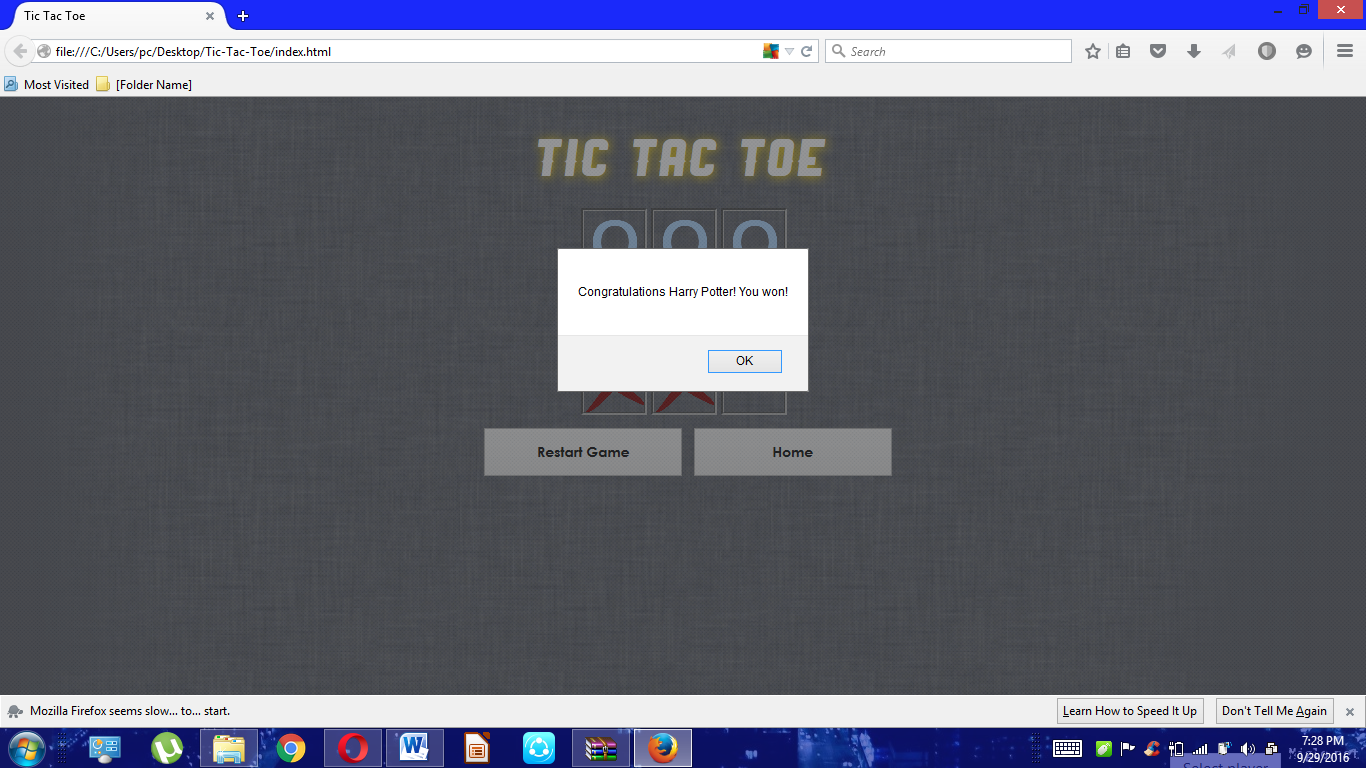 Tic Tac Toe
file:///C:/Users/pc/Desktop/Tic-Tac-Toe/index.html
Search
Most Visited
[Folder Name]
TIC TAC TOE
O O O
Congratulations Harry Potter! You won!
OK
Restart Game
Home
Mozilla Firefox seems slow... to... start.
Learn How to Speed It Up
Don't Tell Me Again
7:28 PM
9/29/2016
Select player